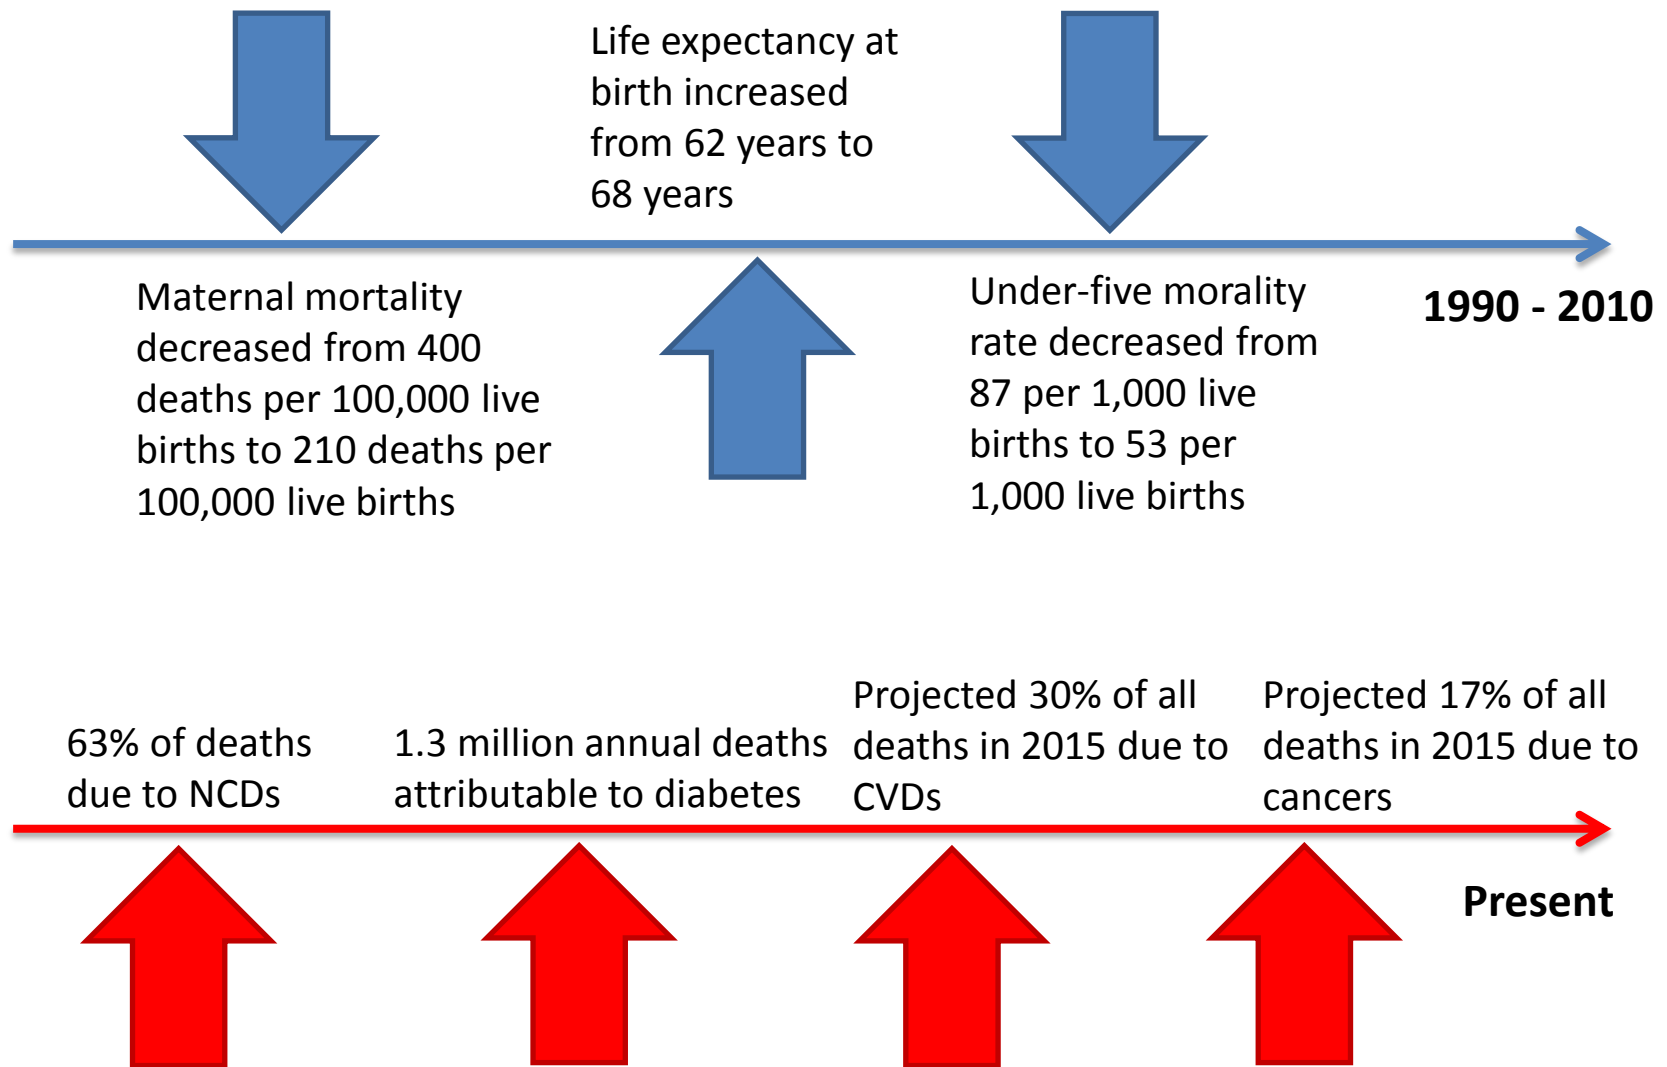 Life expectancy at
birth increased
from 62 years to
68 years
Maternal mortality
decreased from 400
deaths per 100,000 live
births to 210 deaths per
100,000 live births
Under-five morality
rate decreased from
87 per 1,000 live
births to 53 per
1,000 live births
1990 - 2010
63% of deaths
due to NCDs
1.3 million annual deaths
attributable to diabetes
Projected 30% of all
deaths in 2015 due to
CVDs
Projected 17% of all
deaths in 2015 due to
cancers
Present